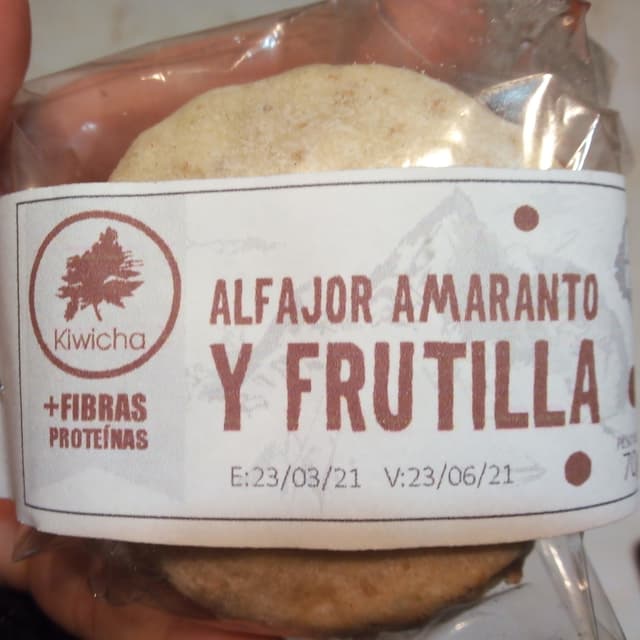 Kiwicha
+FIBRAS
PROTEÍNAS
ALFAJOR AMARANTO
Y FRUTILLA
E:23/03/21 V:23/06/21